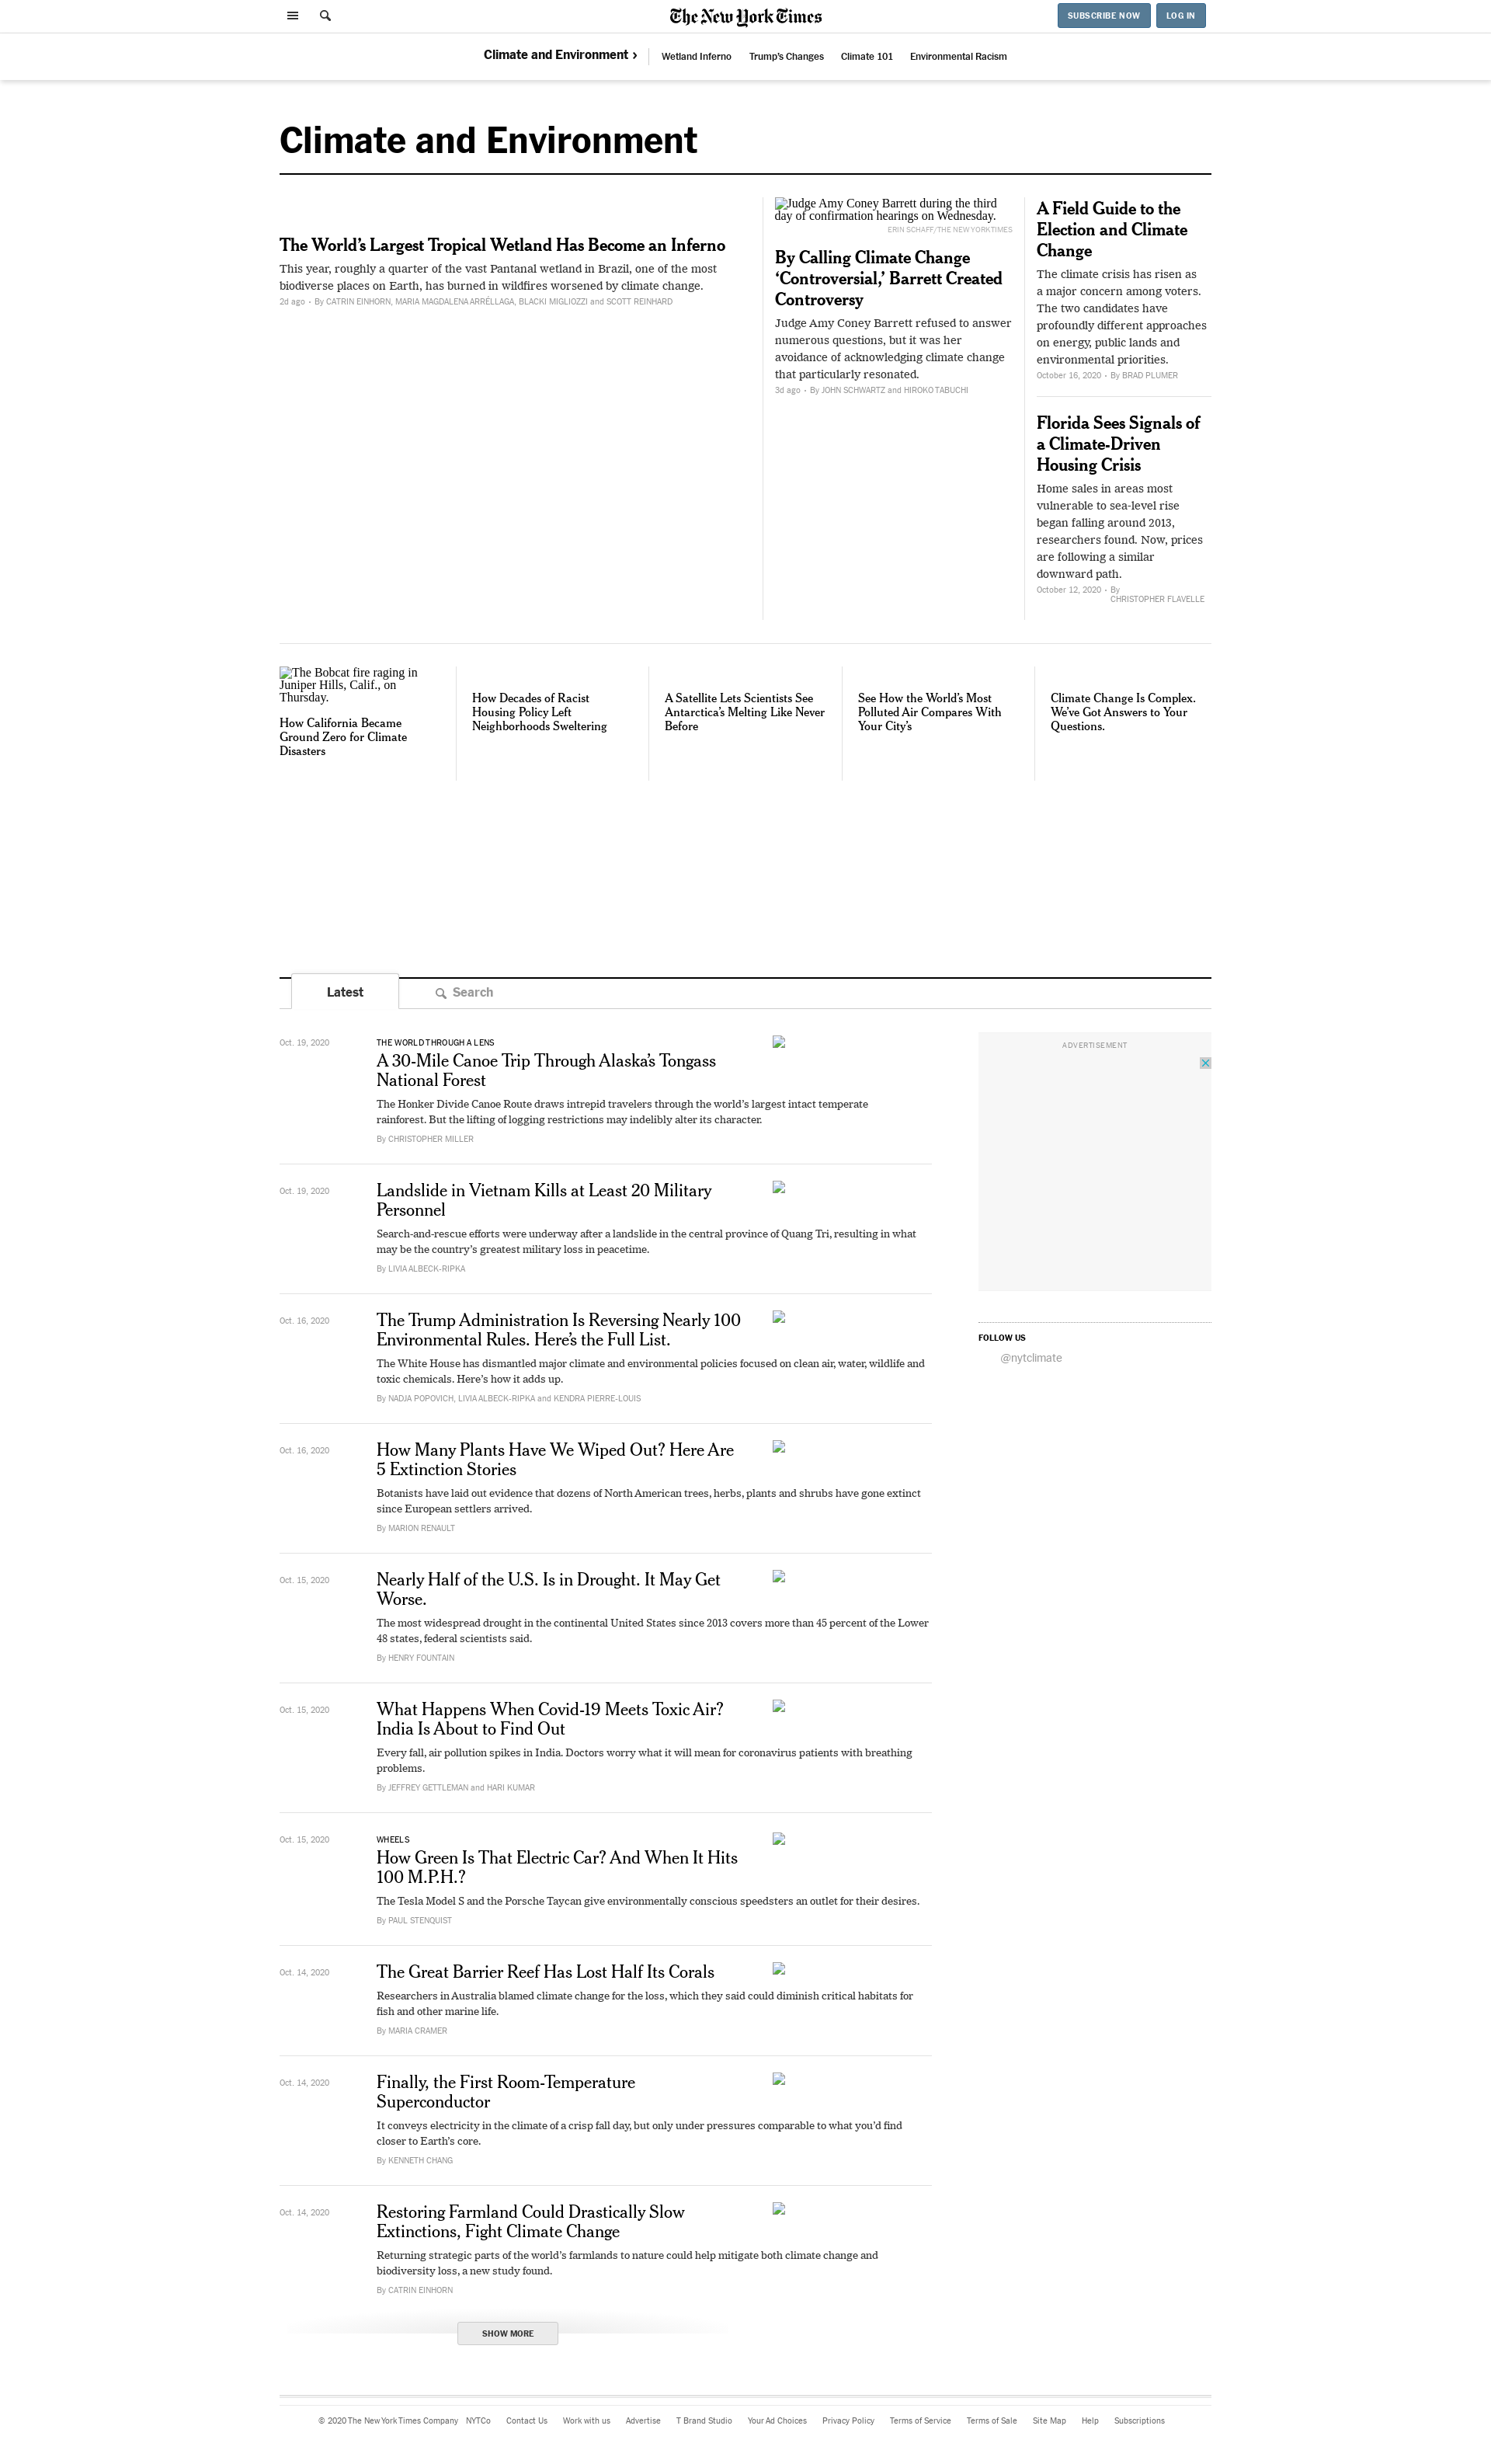 The New York Times
SUBSCRIBE NOW
LOG IN
Climate and Environment ›
Wetland Inferno
Trump’s Changes
Climate 101
Environmental Racism
Climate and Environment
The World’s Largest Tropical Wetland Has Become an Inferno
This year, roughly a quarter of the vast Pantanal wetland in Brazil, one of the most
biodiverse places on Earth, has burned in wildfires worsened by climate change.
2d ago • By CATRIN EINHORN, MARIA MAGDALENA ARRÉLLAGA, BLACKI MIGLIOZZI and SCOTT REINHARD
Judge Amy Coney Barrett during the third
day of confirmation hearings on Wednesday.
ERIN SCHAFF/THE NEW YORK TIMES
By Calling Climate Change
‘Controversial,’ Barrett Created
Controversy
Judge Amy Coney Barrett refused to answer
numerous questions, but it was her
avoidance of acknowledging climate change
that particularly resonated.
3d ago • By JOHN SCHWARTZ and HIROKO TABUCHI
A Field Guide to the
Election and Climate
Change
The climate crisis has risen as
a major concern among voters.
The two candidates have
profoundly different approaches
on energy, public lands and
environmental priorities.
October 16, 2020 • By BRAD PLUMER
Florida Sees Signals of
a Climate-Driven
Housing Crisis
Home sales in areas most
vulnerable to sea-level rise
began falling around 2013,
researchers found. Now, prices
are following a similar
downward path.
October 12, 2020 • By
CHRISTOPHER FLAVELLE
The Bobcat fire raging in
Juniper Hills, Calif., on
Thursday.
How California Became
Ground Zero for Climate
Disasters
How Decades of Racist
Housing Policy Left
Neighborhoods Sweltering
A Satellite Lets Scientists See
Antarctica’s Melting Like Never
Before
See How the World’s Most
Polluted Air Compares With
Your City’s
Climate Change Is Complex.
We’ve Got Answers to Your
Questions.
Latest
Search
Oct. 19, 2020
THE WORLD THROUGH A LENS
A 30-Mile Canoe Trip Through Alaska’s Tongass
National Forest
The Honker Divide Canoe Route draws intrepid travelers through the world’s largest intact temperate
rainforest. But the lifting of logging restrictions may indelibly alter its character.
By CHRISTOPHER MILLER
Oct. 19, 2020
Landslide in Vietnam Kills at Least 20 Military
Personnel
Search-and-rescue efforts were underway after a landslide in the central province of Quang Tri, resulting in what
may be the country’s greatest military loss in peacetime.
By LIVIA ALBECK-RIPKA
Oct. 16, 2020
The Trump Administration Is Reversing Nearly 100
Environmental Rules. Here’s the Full List.
The White House has dismantled major climate and environmental policies focused on clean air, water, wildlife and
toxic chemicals. Here’s how it adds up.
By NADJA POPOVICH, LIVIA ALBECK-RIPKA and KENDRA PIERRE-LOUIS
Oct. 16, 2020
How Many Plants Have We Wiped Out? Here Are
5 Extinction Stories
Botanists have laid out evidence that dozens of North American trees, herbs, plants and shrubs have gone extinct
since European settlers arrived.
By MARION RENAULT
Oct. 15, 2020
Nearly Half of the U.S. Is in Drought. It May Get
Worse.
The most widespread drought in the continental United States since 2013 covers more than 45 percent of the Lower
48 states, federal scientists said.
By HENRY FOUNTAIN
Oct. 15, 2020
What Happens When Covid-19 Meets Toxic Air?
India Is About to Find Out
Every fall, air pollution spikes in India. Doctors worry what it will mean for coronavirus patients with breathing
problems.
By JEFFREY GETTLEMAN and HARI KUMAR
Oct. 15, 2020
WHEELS
How Green Is That Electric Car? And When It Hits
100 M.P.H.?
The Tesla Model S and the Porsche Taycan give environmentally conscious speedsters an outlet for their desires.
By PAUL STENQUIST
Oct. 14, 2020
The Great Barrier Reef Has Lost Half Its Corals
Researchers in Australia blamed climate change for the loss, which they said could diminish critical habitats for
fish and other marine life.
By MARIA CRAMER
Oct. 14, 2020
Finally, the First Room-Temperature
Superconductor
It conveys electricity in the climate of a crisp fall day, but only under pressures comparable to what you’d find
closer to Earth’s core.
By KENNETH CHANG
Oct. 14, 2020
Restoring Farmland Could Drastically Slow
Extinctions, Fight Climate Change
Returning strategic parts of the world’s farmlands to nature could help mitigate both climate change and
biodiversity loss, a new study found.
By CATRIN EINHORN
SHOW MORE
ADVERTISEMENT
FOLLOW US
@nytclimate
© 2020 The New York Times Company
NYTCo
Contact Us
Work with us
Advertise
T Brand Studio
Your Ad Choices
Privacy Policy
Terms of Service
Terms of Sale
Site Map
Help
Subscriptions